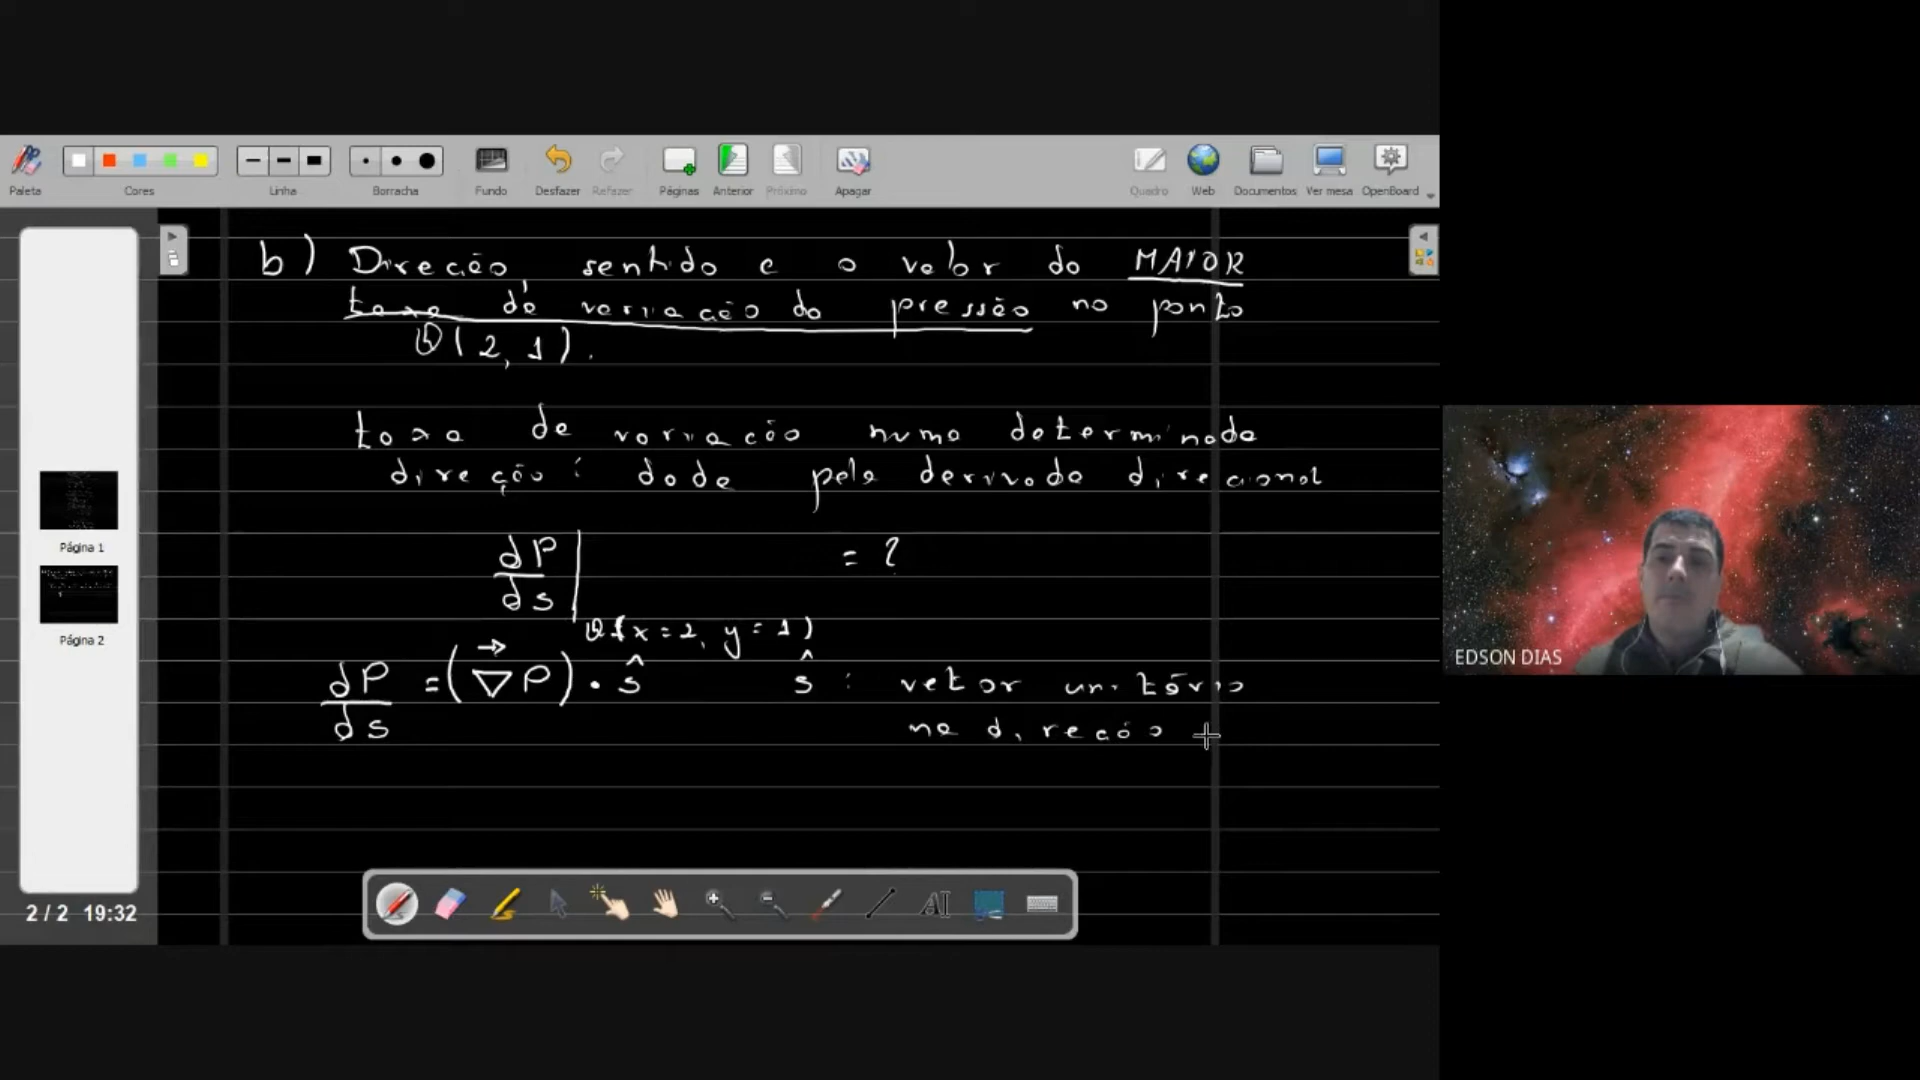 Paleta
Cores
Linha
Borracha
Fundo
Desfazer
Refazer
Páginas
Anterior
Próximo
Apagar
Quadro
Web
Documentos
Ver mesa
OpenBoard
b) Direção, sentido e o valor da MAIOR
taxa de variação da pressão no ponto
(2, 1).
taxa de variação numa determinada
direção: dada pela derivada direcional
dP/ds| = ?
(x = 2, y = 1)
dP/ds = (∇⃗P) • ŝ ŝ : vetor unitário
na direção
Página 1
Página 2
2 / 2 19:32
AI
EDSON DIAS